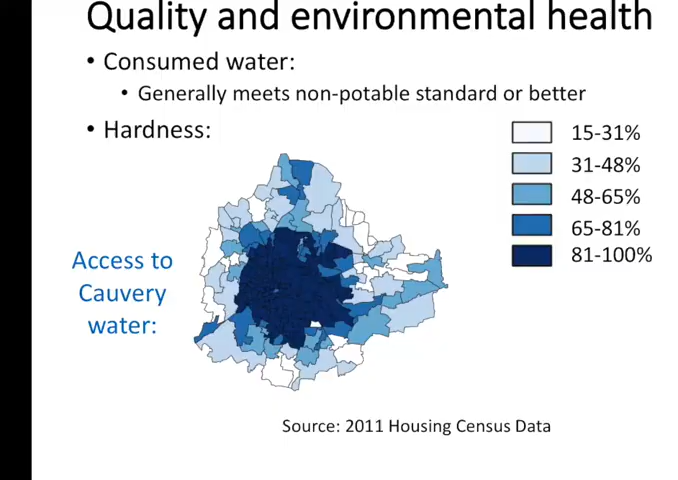 Quality and environmental health
• Consumed water:
• Generally meets non-potable standard or better
• Hardness:
15-31%
31-48%
48-65%
65-81%
81-100%
Access to
Cauvery
water:
Source: 2011 Housing Census Data